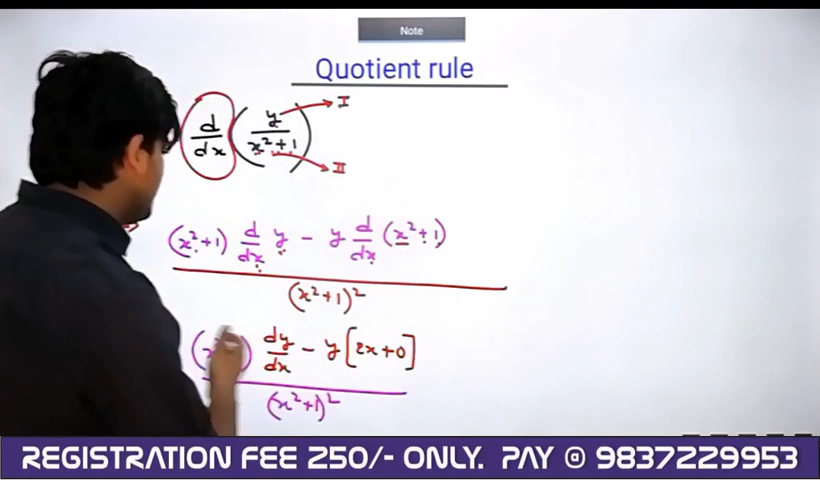 Note
Quotient rule
d/dx (y/(x²+1)) → I
→ II
(x²+1) d/dx y − y d/dx (x²+1)
(x²+1)²
dy/dx − y[2x+0]
(x²+1)²
REGISTRATION FEE 250/- ONLY. PAY @ 9837229953